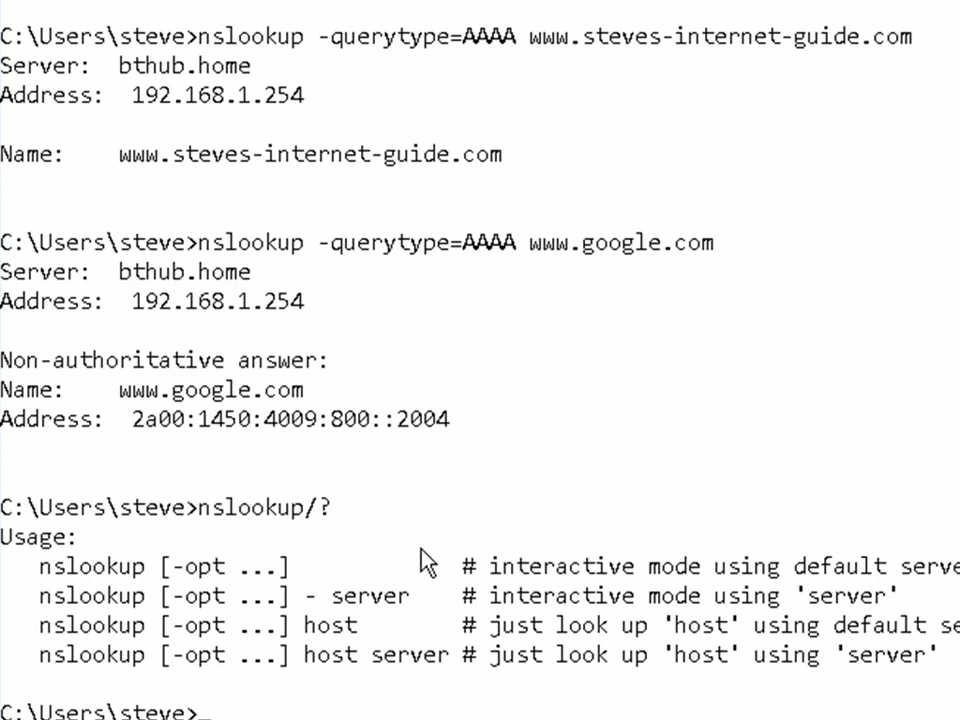 C:\Users\steve>nslookup -querytype=AAAA www.steves-internet-guide.com
Server:  bthub.home
Address:  192.168.1.254
Name:    www.steves-internet-guide.com
C:\Users\steve>nslookup -querytype=AAAA www.google.com
Server:  bthub.home
Address:  192.168.1.254
Non-authoritative answer:
Name:    www.google.com
Address:  2a00:1450:4009:800::2004
C:\Users\steve>nslookup/?
Usage:
   nslookup [-opt ...]             # interactive mode using default serve
   nslookup [-opt ...] - server    # interactive mode using 'server'
   nslookup [-opt ...] host        # just look up 'host' using default se
   nslookup [-opt ...] host server # just look up 'host' using 'server'
C:\Users\steve>_